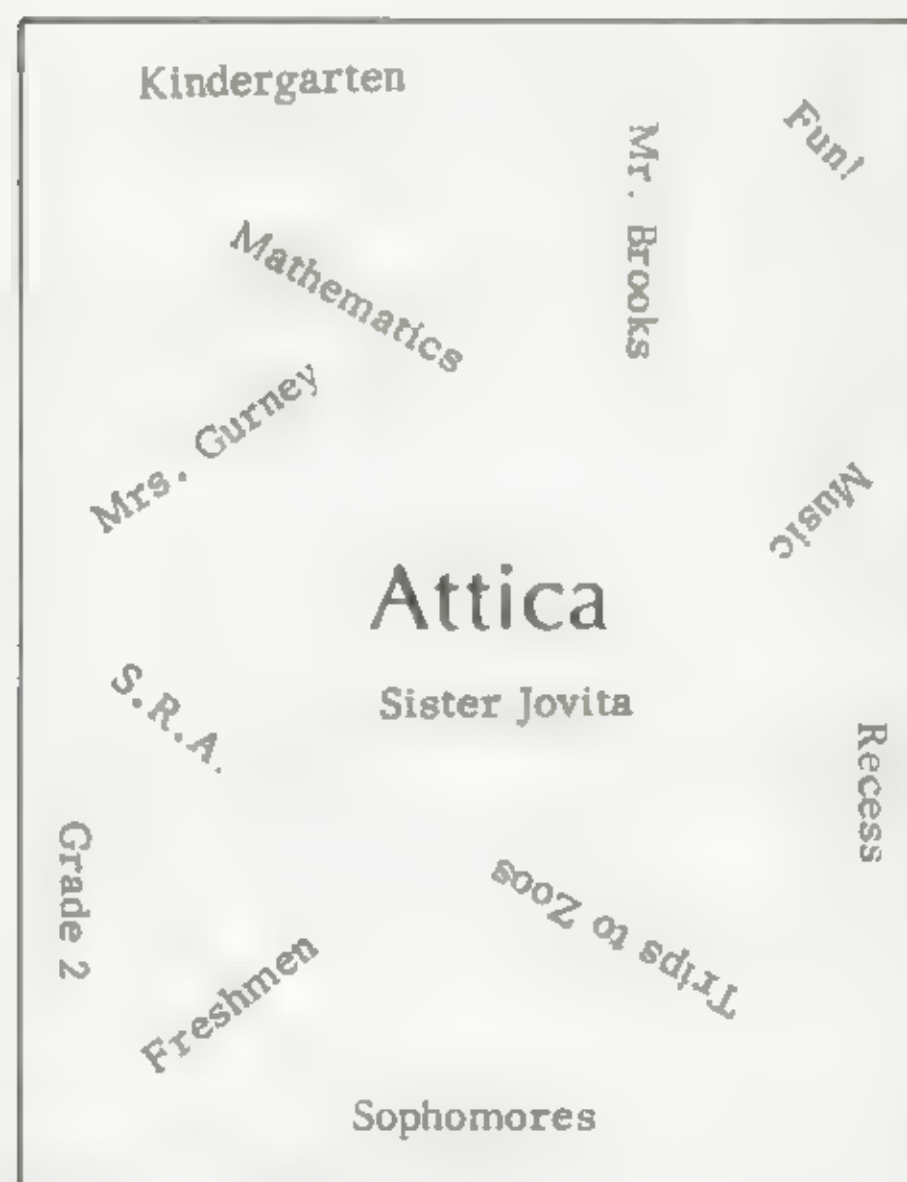 Kindergarten
Fun!
Mr. Brooks
Mathematics
Mrs. Gurney
Music
Attica
Sister Jovita
S.R.A.
Recess
Grade 2
Trips to Zoos
Freshmen
Sophomores